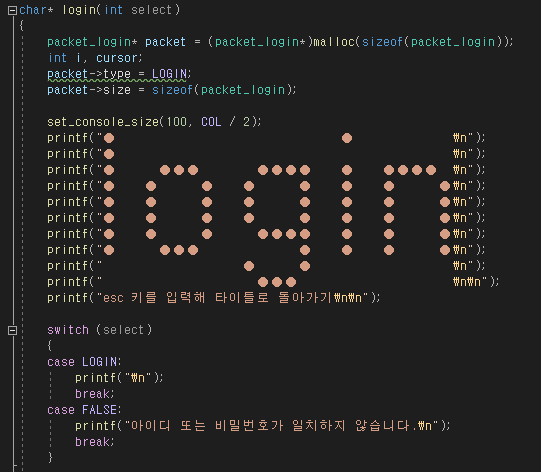 char* login(int select)
{
packet_login* packet = (packet_login*)malloc(sizeof(packet_login));
int i, cursor;
packet->type = LOGIN;
packet->size = sizeof(packet_login);
set_console_size(100, COL / 2);
printf("●                                ●              ₩n");
printf("●                                                ₩n");
printf("●      ●●●        ●●●●    ●    ●●●●  ₩n");
printf("●    ●      ●    ●      ●    ●    ●      ●₩n");
printf("●    ●      ●    ●      ●    ●    ●      ●₩n");
printf("●    ●      ●    ●      ●    ●    ●      ●₩n");
printf("●    ●      ●      ●●●●    ●    ●      ●₩n");
printf("●      ●●●              ●    ●    ●      ●₩n");
printf("                    ●      ●                    ₩n");
printf("                      ●●●                      ₩n₩n");
printf("esc 키를 입력해 타이틀로 돌아가기₩n₩n");
switch (select)
{
case LOGIN:
printf("₩n");
break;
case FALSE:
printf("아이디 또는 비밀번호가 일치하지 않습니다.₩n");
break;
}